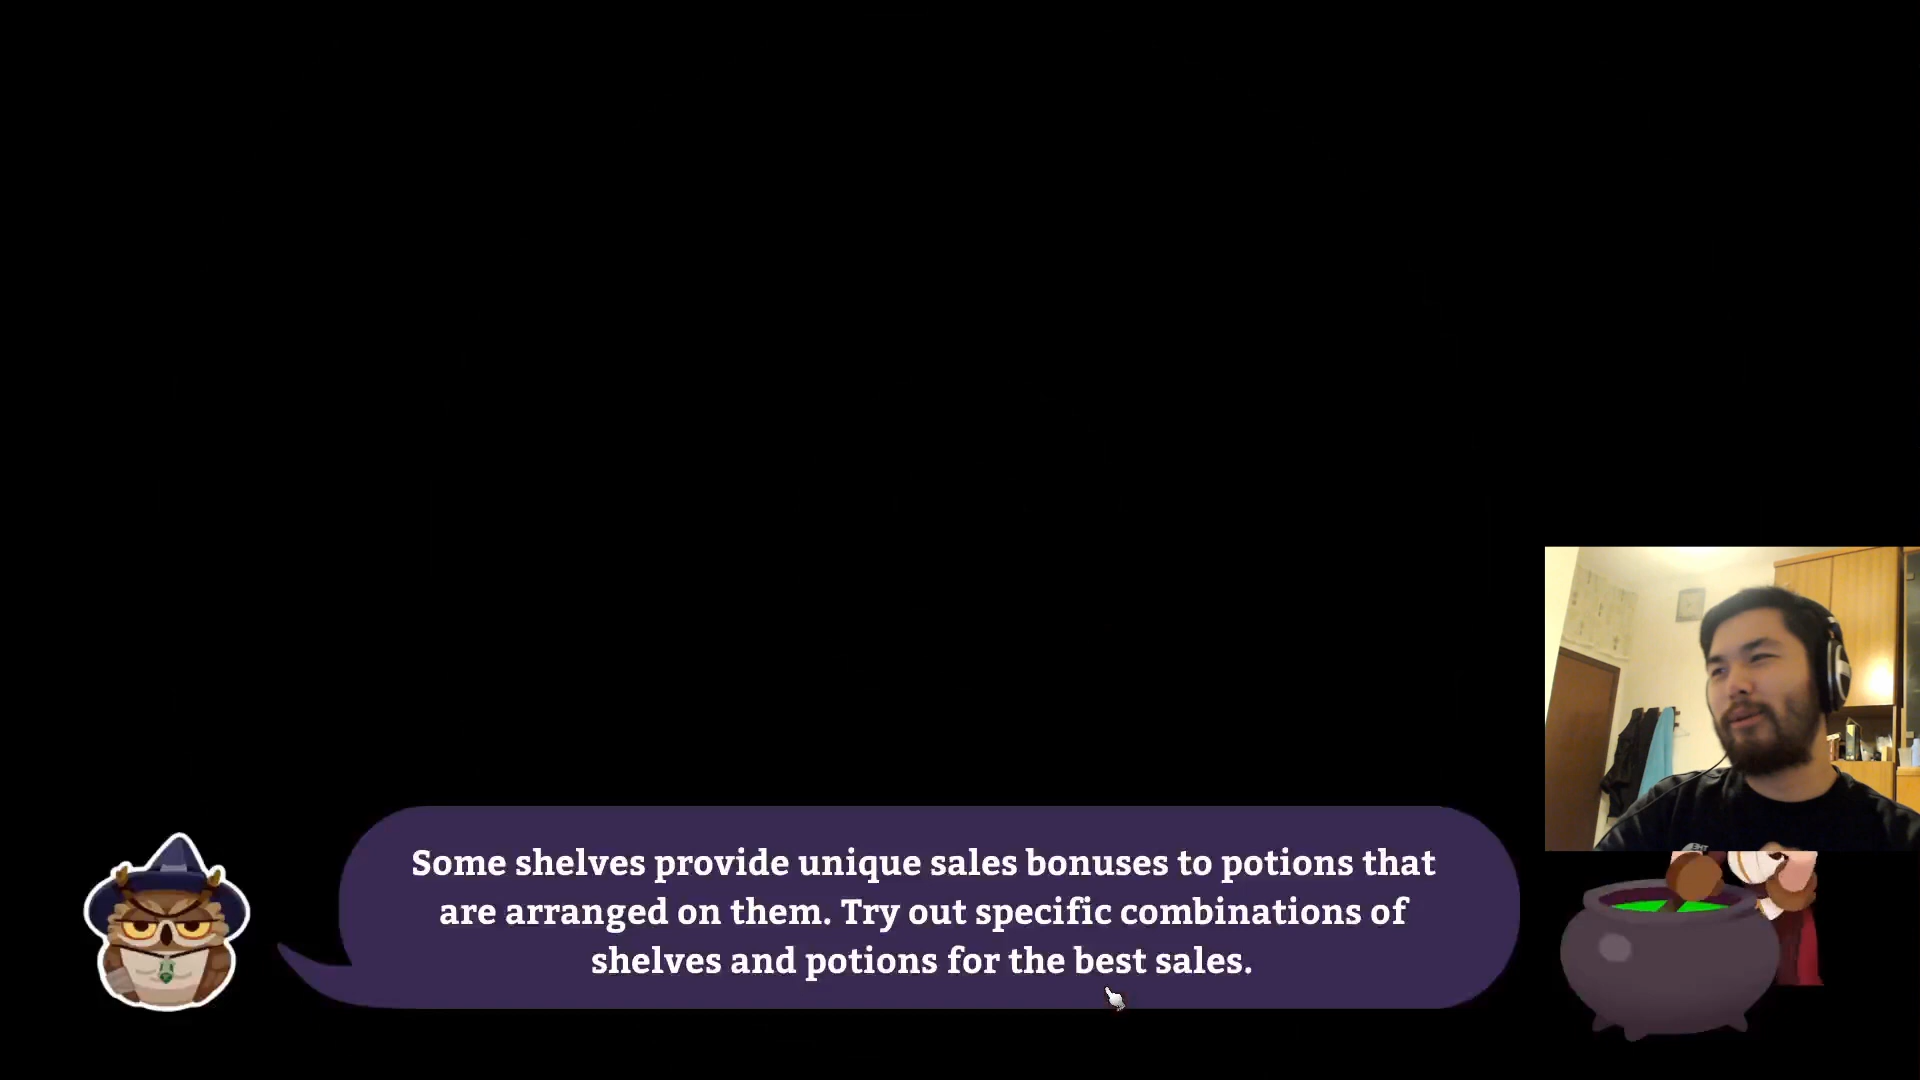 Some shelves provide unique sales bonuses to potions that
are arranged on them. Try out specific combinations of
shelves and potions for the best sales.